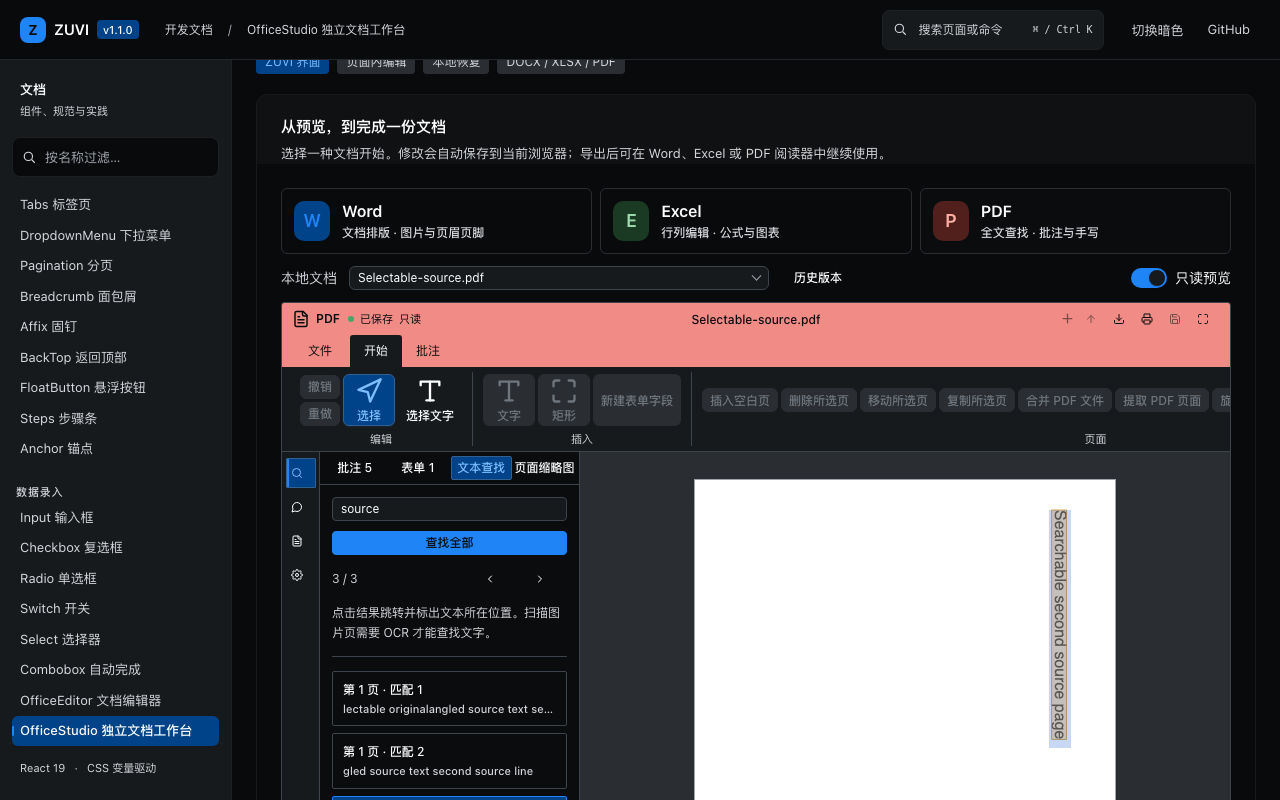 Z ZUVI v1.1.0 开发文档 / OfficeStudio 独立文档工作台 搜索页面或命令 ⌘ / Ctrl K 切换暗色 GitHub
文档
组件、规范与实践
按名称过滤...
Tabs 标签页
DropdownMenu 下拉菜单
Pagination 分页
Breadcrumb 面包屑
Affix 固钉
BackTop 返回顶部
FloatButton 悬浮按钮
Steps 步骤条
Anchor 锚点
数据录入
Input 输入框
Checkbox 复选框
Radio 单选框
Switch 开关
Select 选择器
Combobox 自动完成
OfficeEditor 文档编辑器
OfficeStudio 独立文档工作台
React 19 · CSS 变量驱动
ZUVI 界面 页面内编辑 本地恢复 DOCX / XLSX / PDF
从预览，到完成一份文档
选择一种文档开始。修改会自动保存到当前浏览器；导出后可在 Word、Excel 或 PDF 阅读器中继续使用。
W Word
文档排版 · 图片与页眉页脚
E Excel
行列编辑 · 公式与图表
P PDF
全文查找 · 批注与手写
本地文档 Selectable-source.pdf 历史版本 只读预览
PDF 已保存 只读 Selectable-source.pdf
文件 开始 批注
撤销 重做 选择 选择文字 文字 矩形 新建表单字段 插入空白页 删除所选页 移动所选页 复制所选页 合并 PDF 文件 提取 PDF 页面
编辑 插入 页面
批注 5 表单 1 文本查找 页面缩略图
source
查找全部
3 / 3
点击结果跳转并标出文本所在位置。扫描图
片页需要 OCR 才能查找文字。
第 1 页 · 匹配 1
lectable originalangled source text se...
第 1 页 · 匹配 2
gled source text second source line
Searchable second source page